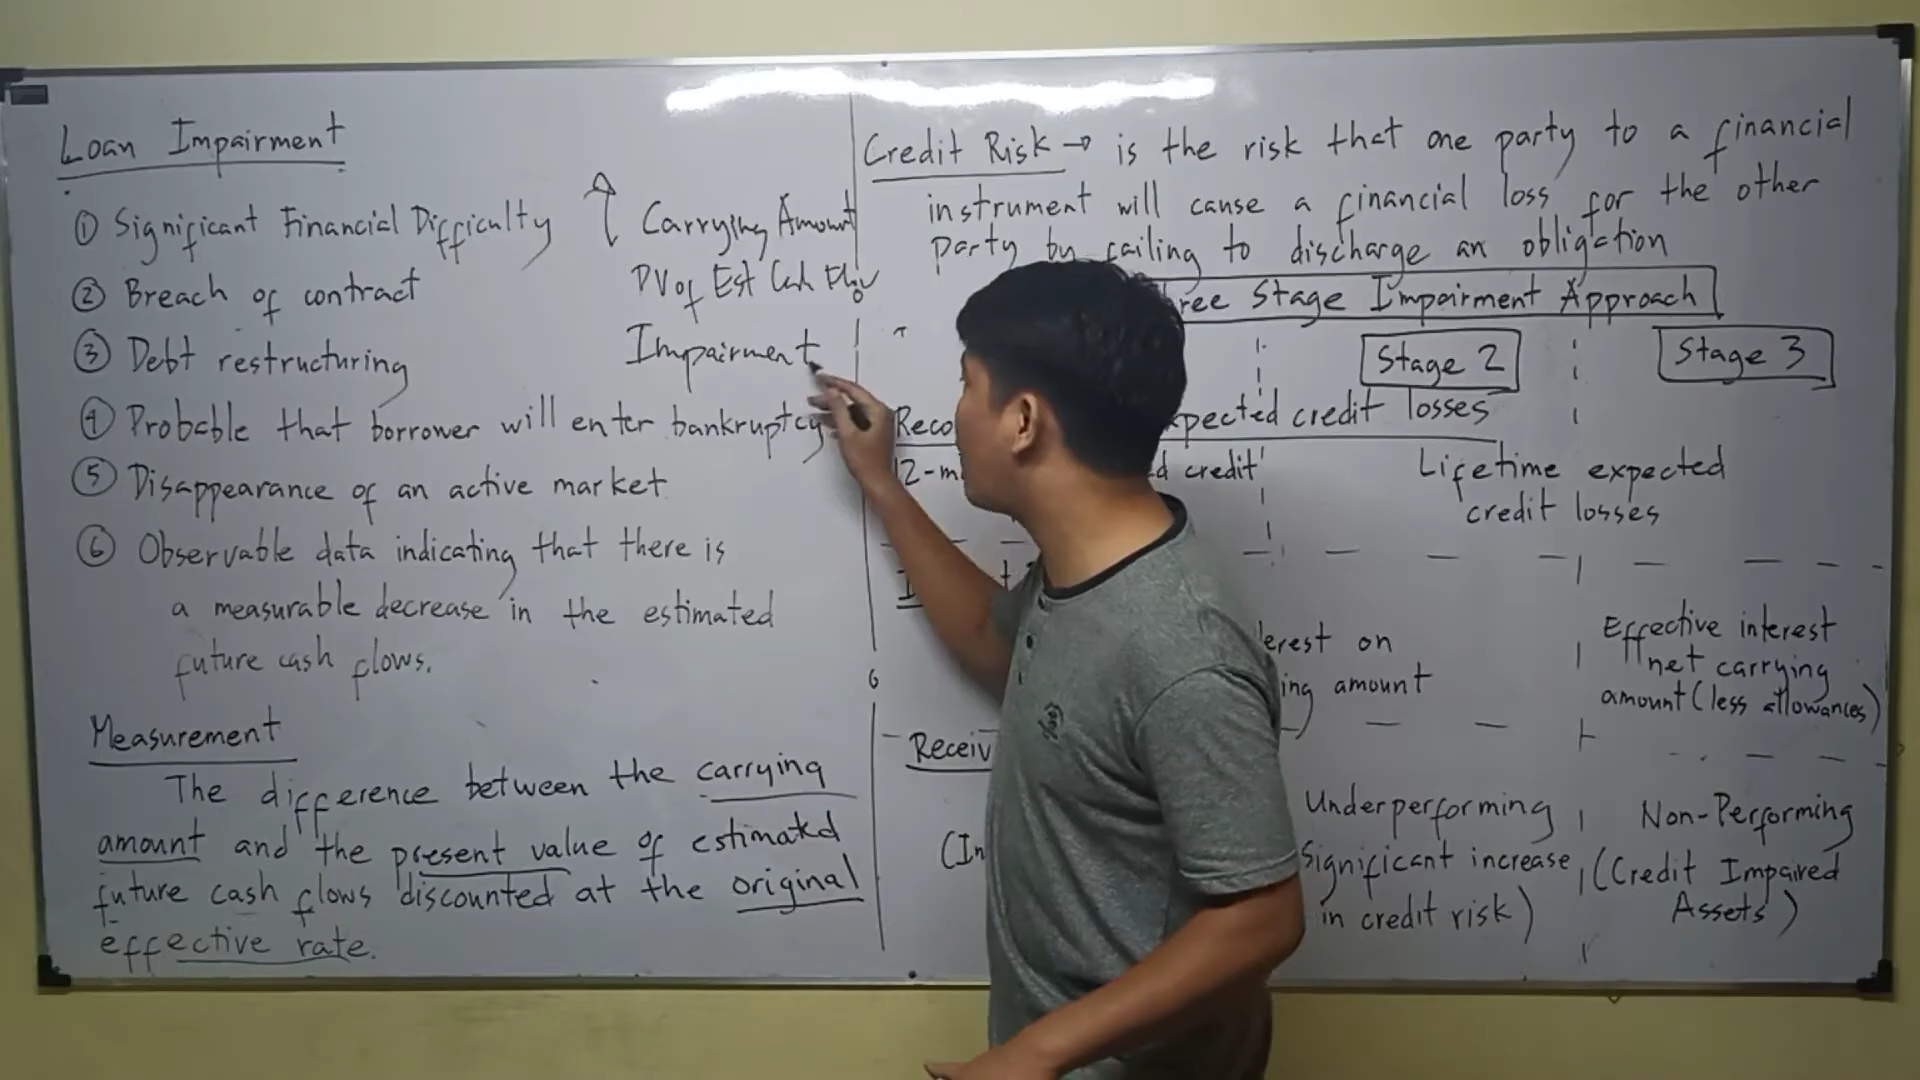 Loan Impairment
① Significant Financial Difficulty
② Breach of contract
③ Debt restructuring
④ Probable that borrower will enter bankruptcy
⑤ Disappearance of an active market
⑥ Observable data indicating that there is
a measurable decrease in the estimated
future cash flows.
Carrying Amount
PV of Est Cash Flow
Impairment
Measurement
The difference between the carrying
amount and the present value of estimated
future cash flows discounted at the original
effective rate.
Credit Risk → is the risk that one party to a financial
instrument will cause a financial loss for the other
party by failing to discharge an obligation
Stage Impairment Approach
Stage 2
Stage 3
credit losses
credit
Lifetime expected
credit losses
on
amount
Effective interest
net carrying
amount (less allowances)
Underperforming
Significant increase
in credit risk)
Non-Performing
(Credit Impaired
Assets)